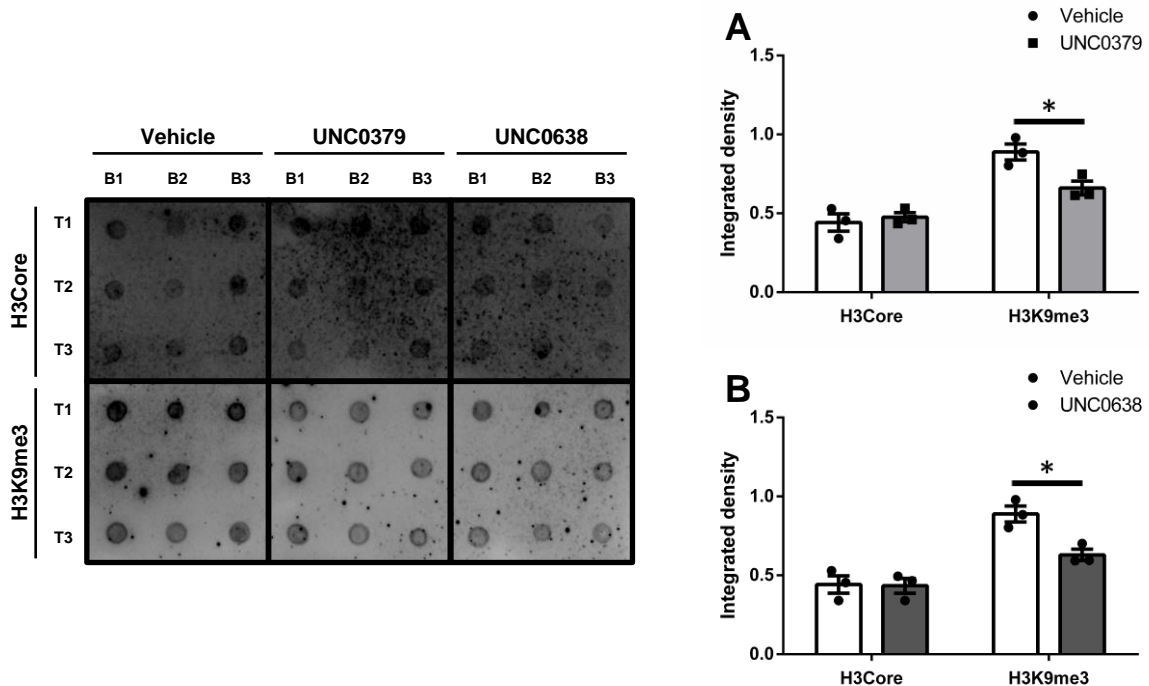 Vehicle UNC0379 UNC0638
B1 B2 B3 B1 B2 B3 B1 B2 B3
H3Core
T1
T2
T3
H3K9me3
T1
T2
T3
A
Vehicle
UNC0379
Integrated density
1.5
1.0
0.5
0.0
*
H3Core H3K9me3
B
Vehicle
UNC0638
Integrated density
1.5
1.0
0.5
0.0
*
H3Core H3K9me3